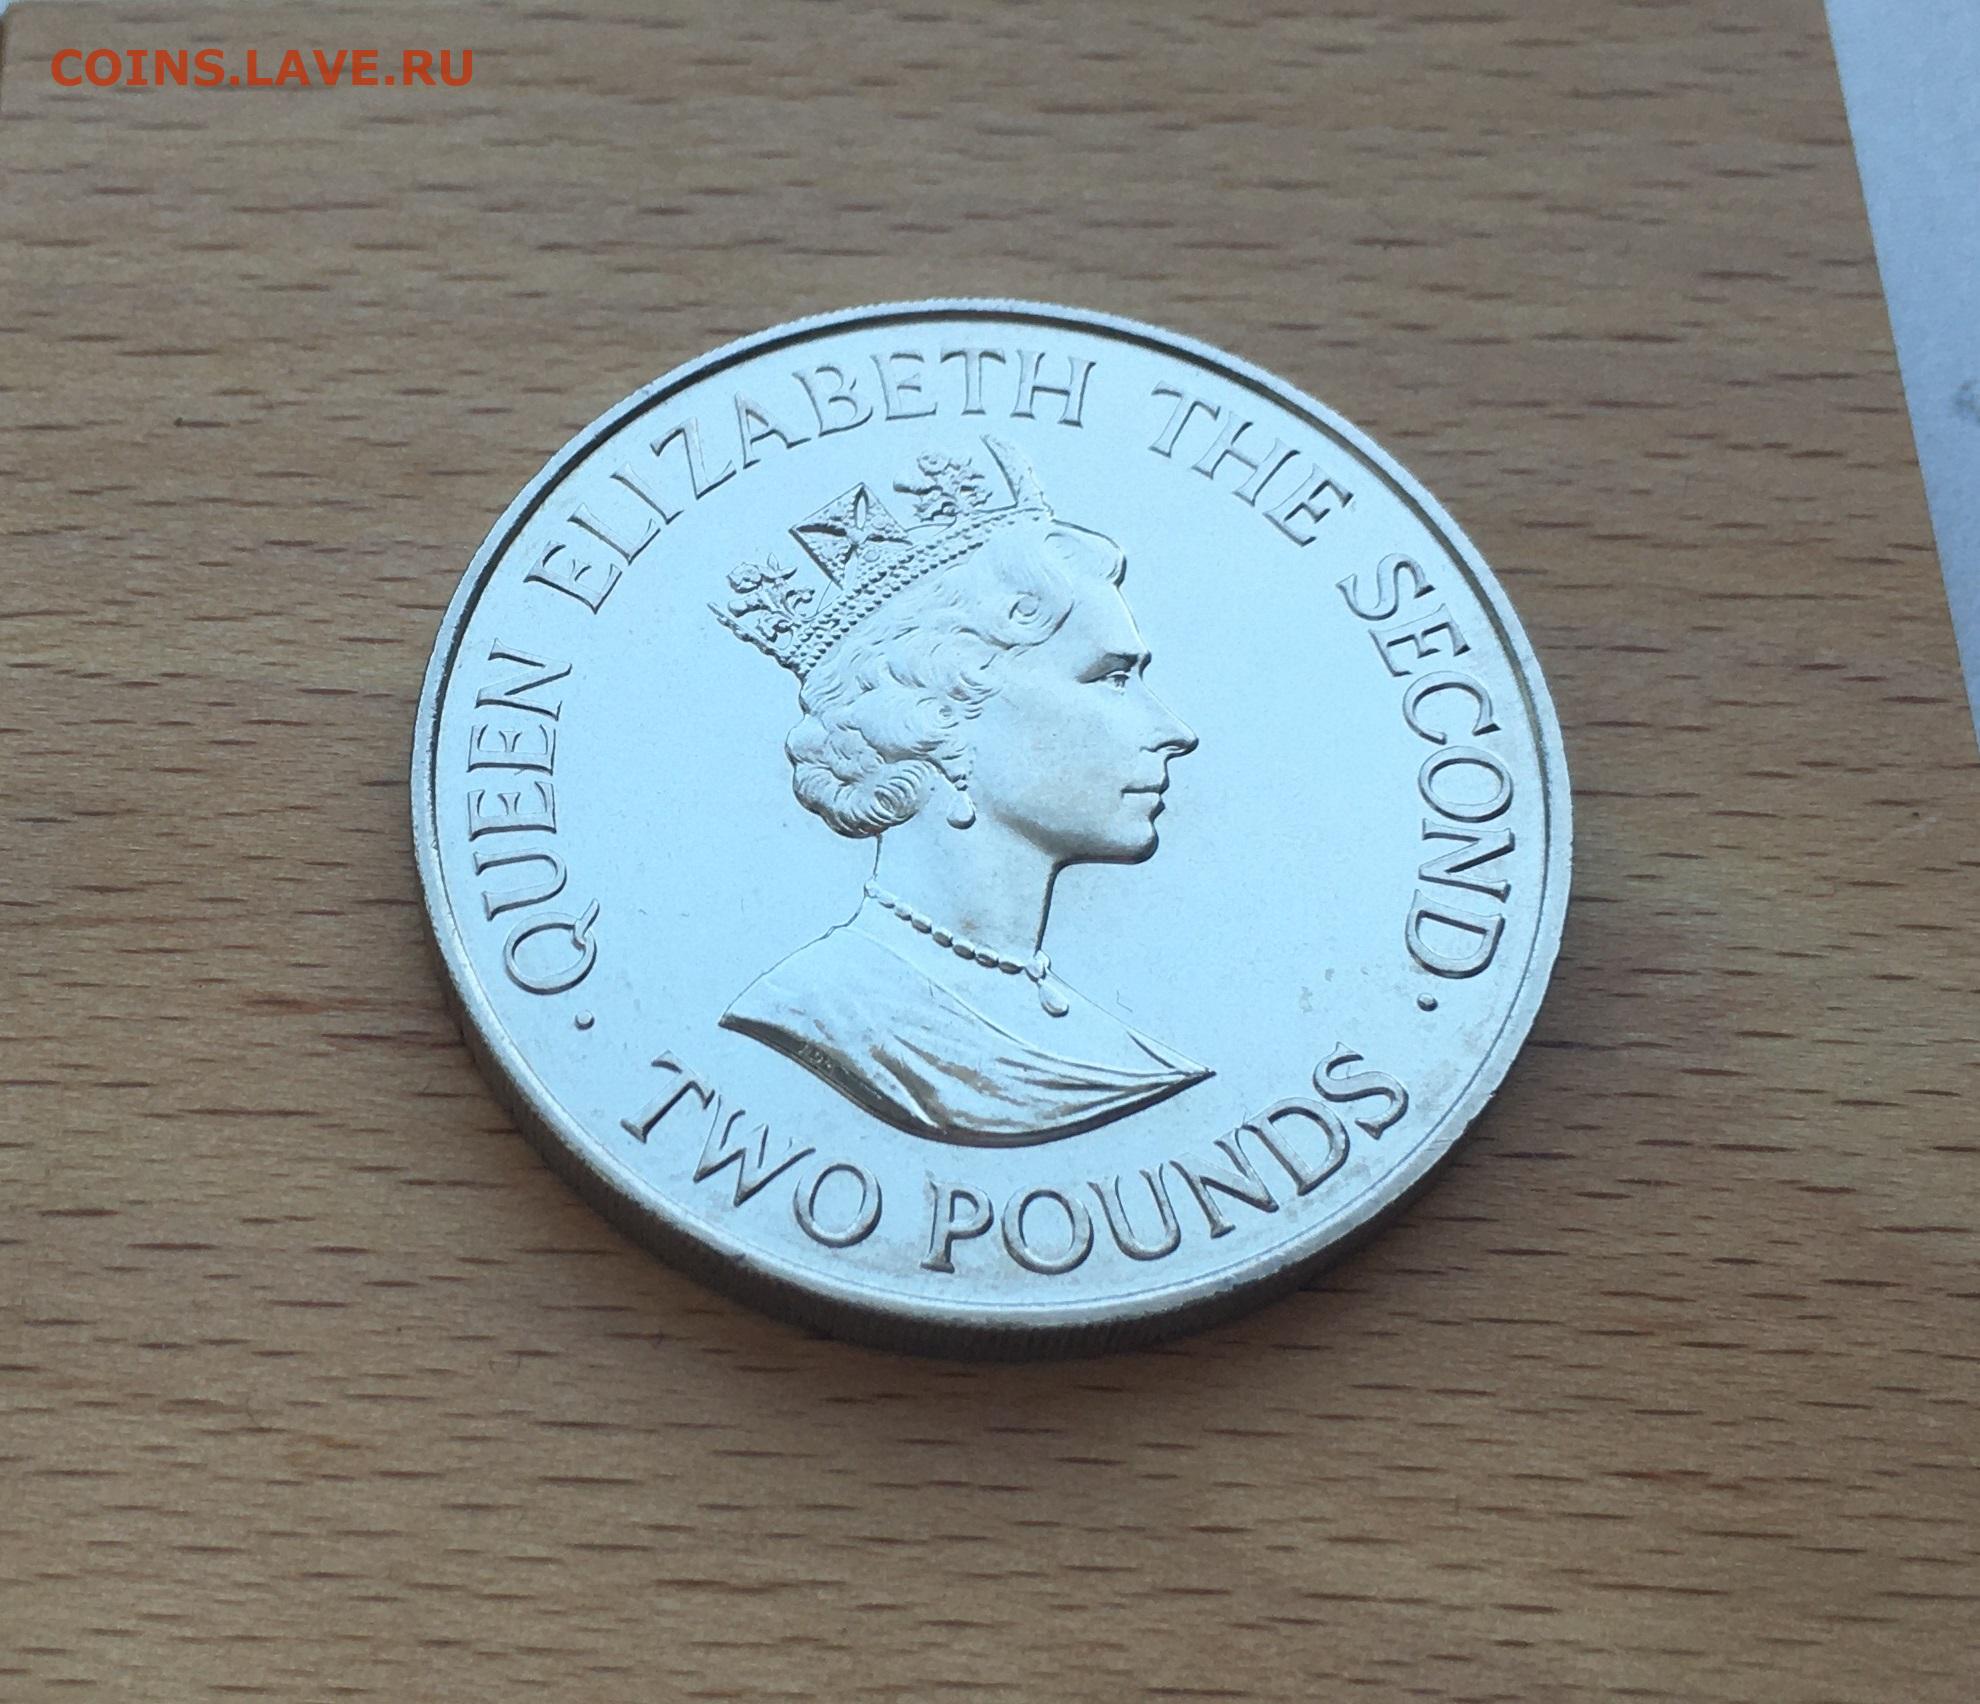 COINS.LAVE.RU
· QUEEN ELIZABETH THE SECOND ·
TWO POUNDS